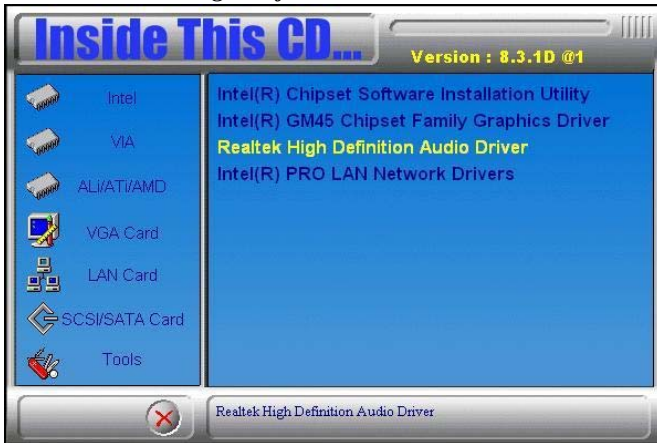 Inside This CD...
Version : 8.3.1D @1
Intel
VIA
ALi/ATi/AMD
VGA Card
LAN Card
SCSI/SATA Card
Tools
Intel(R) Chipset Software Installation Utility
Intel(R) GM45 Chipset Family Graphics Driver
Realtek High Definition Audio Driver
Intel(R) PRO LAN Network Drivers
Realtek High Definition Audio Driver